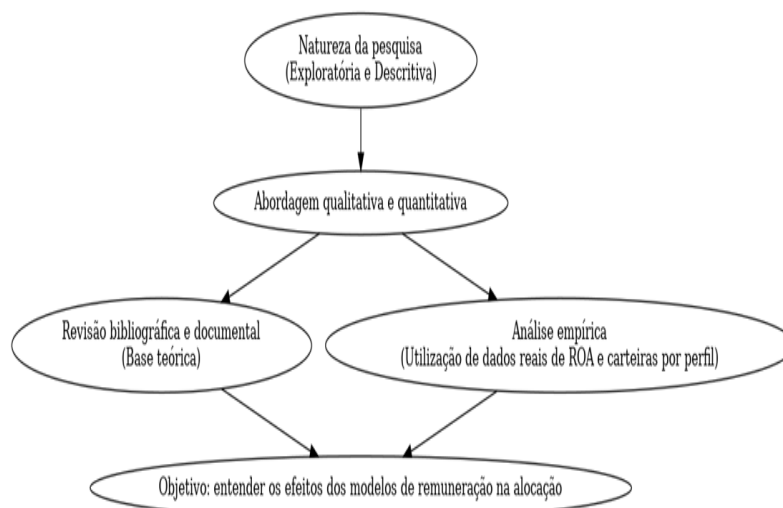 Natureza da pesquisa
(Exploratória e Descritiva)
Abordagem qualitativa e quantitativa
Revisão bibliográfica e documental
(Base teórica)
Análise empírica
(Utilização de dados reais de ROA e carteiras por perfil)
Objetivo: entender os efeitos dos modelos de remuneração na alocação